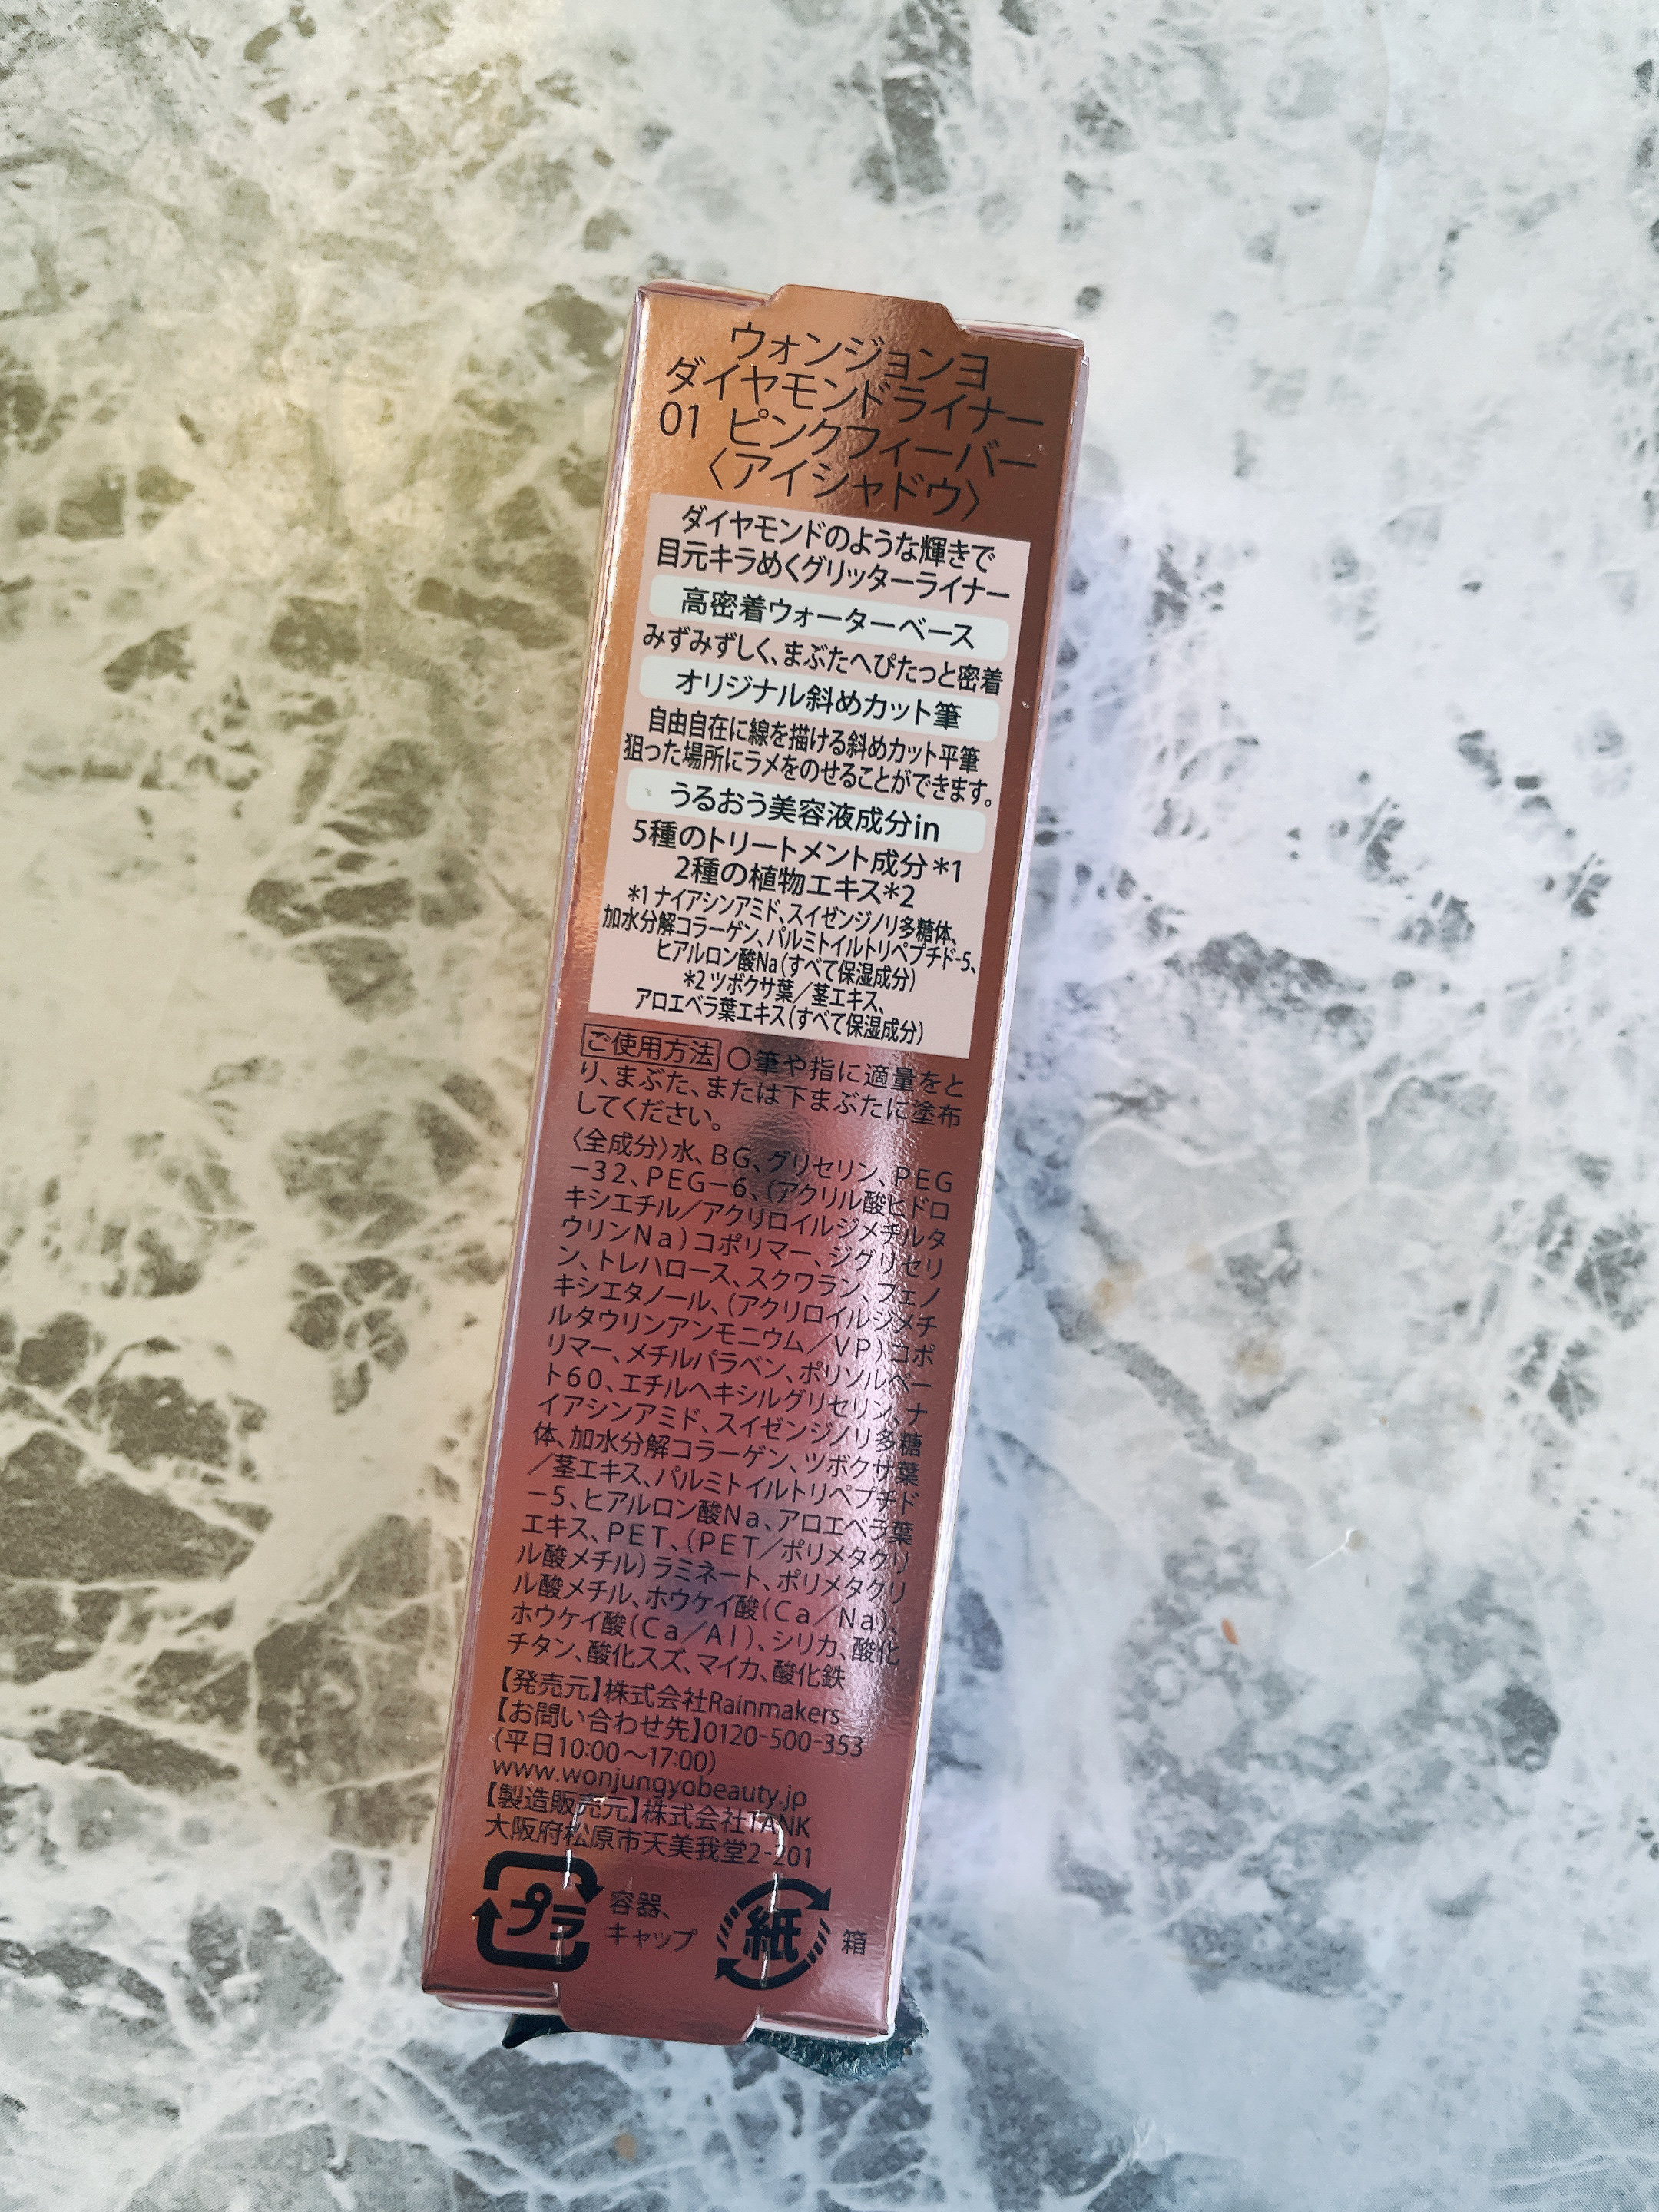 ウォンジョンヨ
ダイヤモンドライナー
01 ピンクフィーバー
〈アイシャドウ〉
ダイヤモンドのような輝きで
目元キラめくグリッターライナー
高密着ウォーターベース
みずみずしく、まぶたへぴたっと密着
オリジナル斜めカット筆
自由自在に線を描ける斜めカット平筆
狙った場所にラメをのせることができます。
うるおう美容液成分in
5種のトリートメント成分*1
2種の植物エキス*2
*1 ナイアシンアミド、スイゼンジノリ多糖体、
加水分解コラーゲン、パルミトイルトリペプチド-5、
ヒアルロン酸Na(すべて保湿成分)
*2 ツボクサ葉/茎エキス、
アロエベラ葉エキス(すべて保湿成分)
ご使用方法 ○筆や指に適量をと
り、まぶた、または下まぶたに塗布
してください。
〈全成分〉水、BG、グリセリン、PEG
-32、PEG-6、(アクリル酸ヒドロ
キシエチル/アクリロイルジメチルタ
ウリンNa)コポリマー、ジグリセリ
ン、トレハロース、スクワラン、フェノ
キシエタノール、(アクリロイルジメチ
ルタウリンアンモニウム/VP)コポ
リマー、メチルパラベン、ポリソルベー
ト60、エチルヘキシルグリセリン、ナ
イアシンアミド、スイゼンジノリ多糖
体、加水分解コラーゲン、ツボクサ葉
/茎エキス、パルミトイルトリペプチド
-5、ヒアルロン酸Na、アロエベラ葉
エキス、PET、(PET/ポリメタクリ
ル酸メチル)ラミネート、ポリメタクリ
ル酸メチル、ホウケイ酸(Ca/Na)、
ホウケイ酸(Ca/Al)、シリカ、酸化
チタン、酸化スズ、マイカ、酸化鉄
【発売元】株式会社Rainmakers
【お問い合わせ先】0120-500-353
(平日10:00～17:00)
www.wonjungyobeauty.jp
【製造販売元】株式会社TANK
大阪府松原市天美我堂2-201
プラ 容器、
キャップ
紙 箱